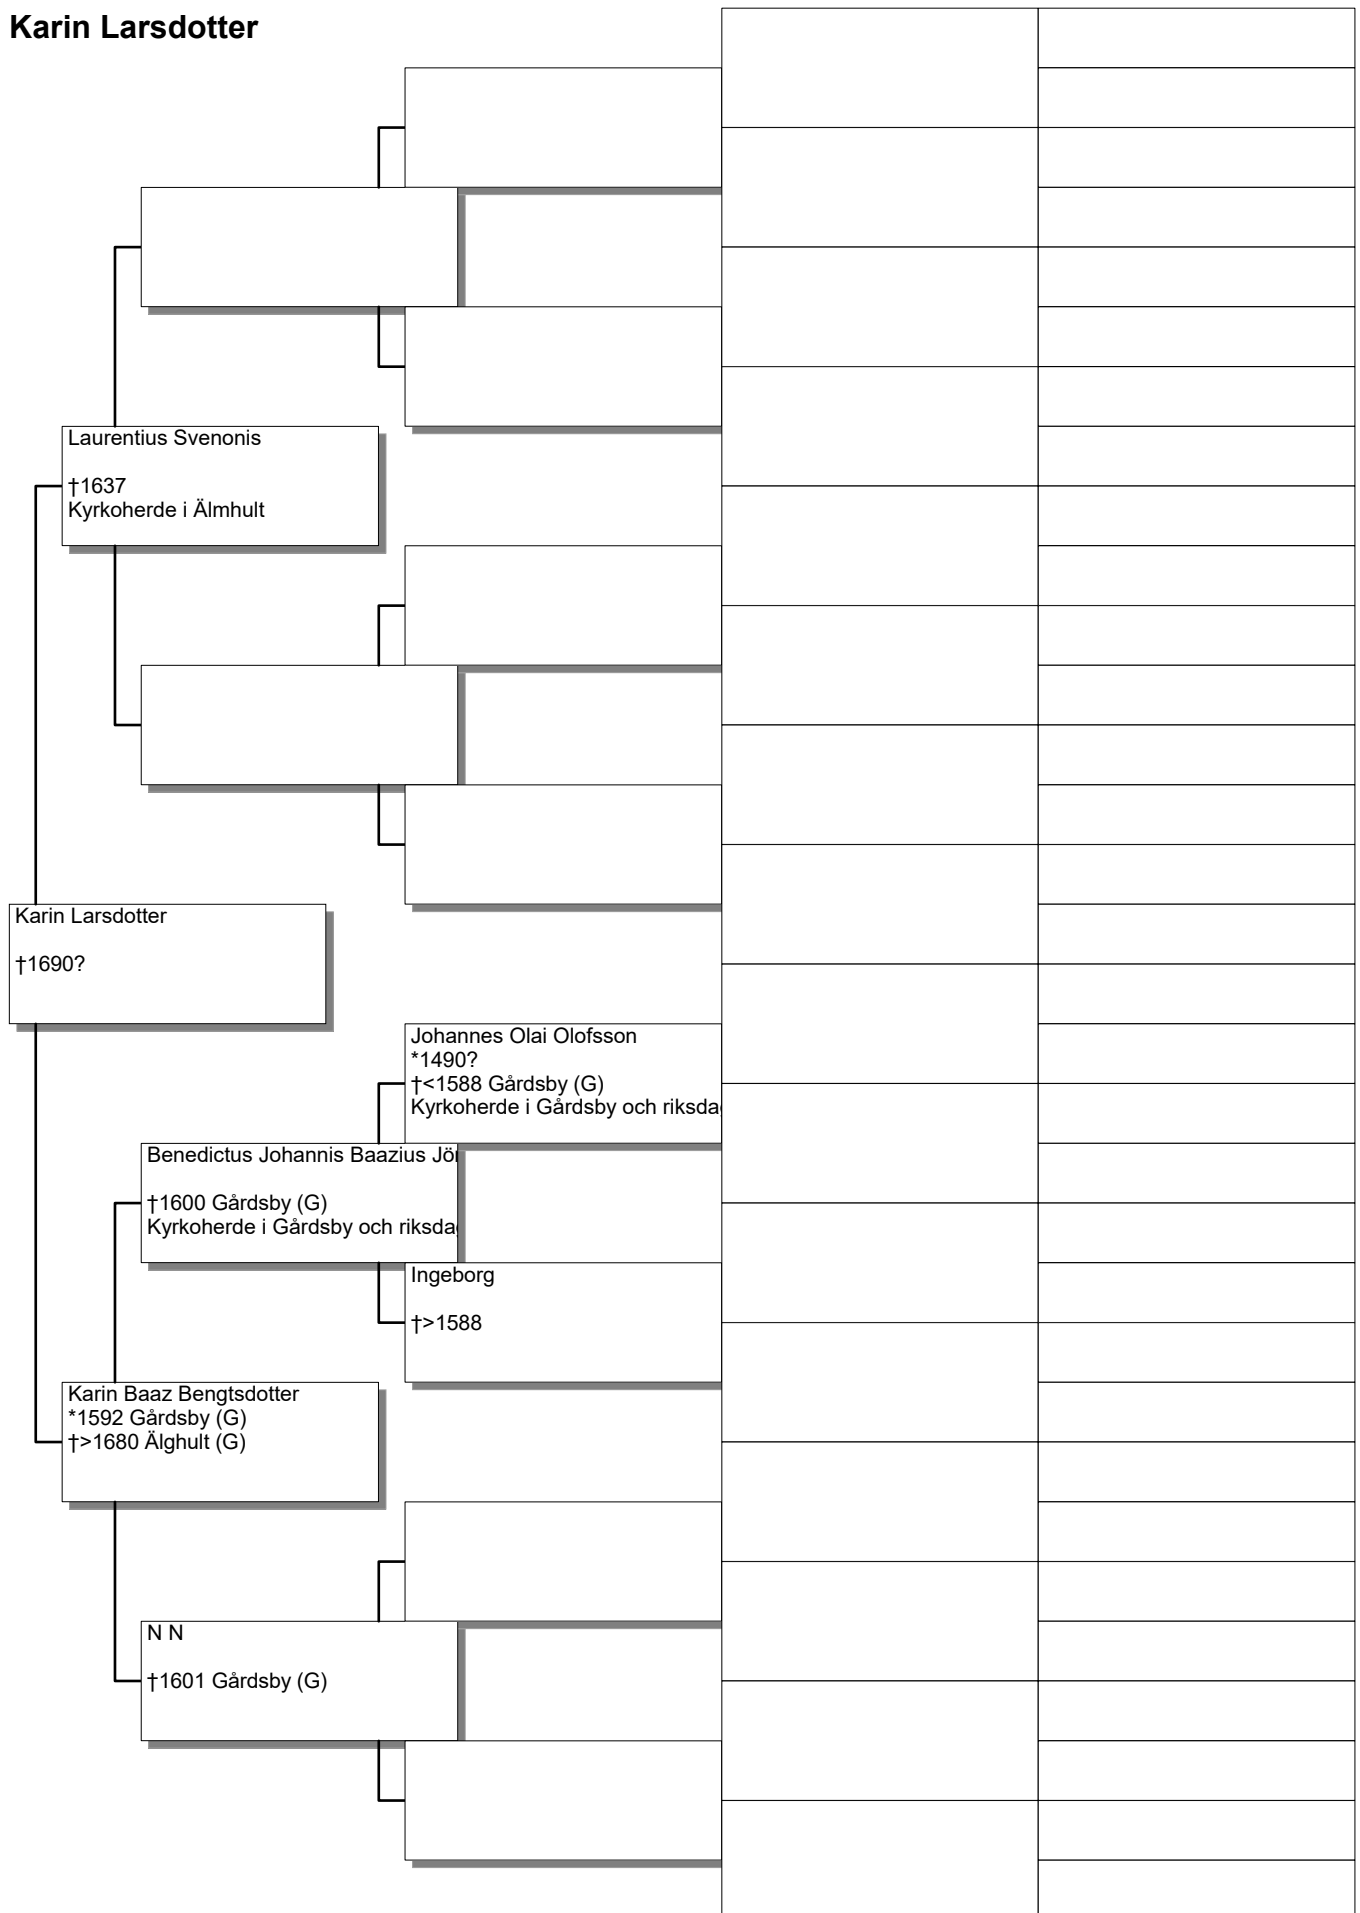 Karin Larsdotter
Laurentius Svenonis
†1637
Kyrkoherde i Älmhult
Karin Larsdotter
†1690?
Johannes Olai Olofsson
*1490?
†<1588 Gårdsby (G)
Kyrkoherde i Gårdsby och riksda
Benedictus Johannis Baazius Jö
†1600 Gårdsby (G)
Kyrkoherde i Gårdsby och riksda
Ingeborg
†>1588
Karin Baaz Bengtsdotter
*1592 Gårdsby (G)
†>1680 Älghult (G)
N N
†1601 Gårdsby (G)